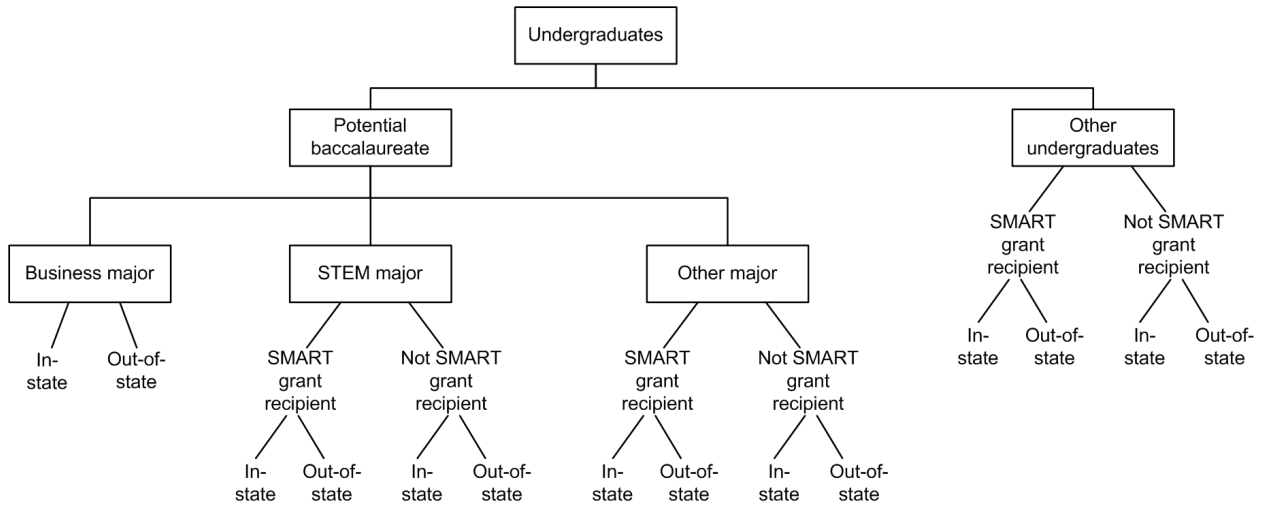 Undergraduates
Potential
baccalaureate
Other
undergraduates
Business major
STEM major
Other major
SMART
grant
recipient
Not SMART
grant
recipient
In-
state
Out-of-
state
In-
state
Out-of-
state
In-
state
Out-of-
state
SMART
grant
recipient
Not SMART
grant
recipient
SMART
grant
recipient
Not SMART
grant
recipient
In-
state
Out-of-
state
In-
state
Out-of-
state
In-
state
Out-of-
state
In-
state
Out-of-
state